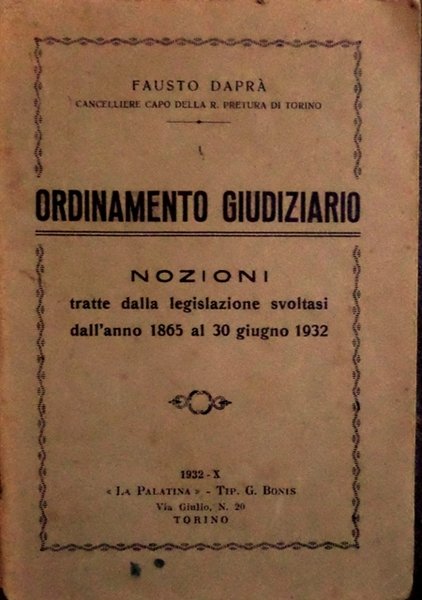 FAUSTO DAPRÀ
CANCELLIERE CAPO DELLA R. PRETURA DI TORINO
ORDINAMENTO GIUDIZIARIO
NOZIONI
tratte dalla legislazione svoltasi
dall'anno 1865 al 30 giugno 1932
1932 - X
« LA PALATINA » - TIP. G. BONIS
Via Giulio, N. 20
TORINO